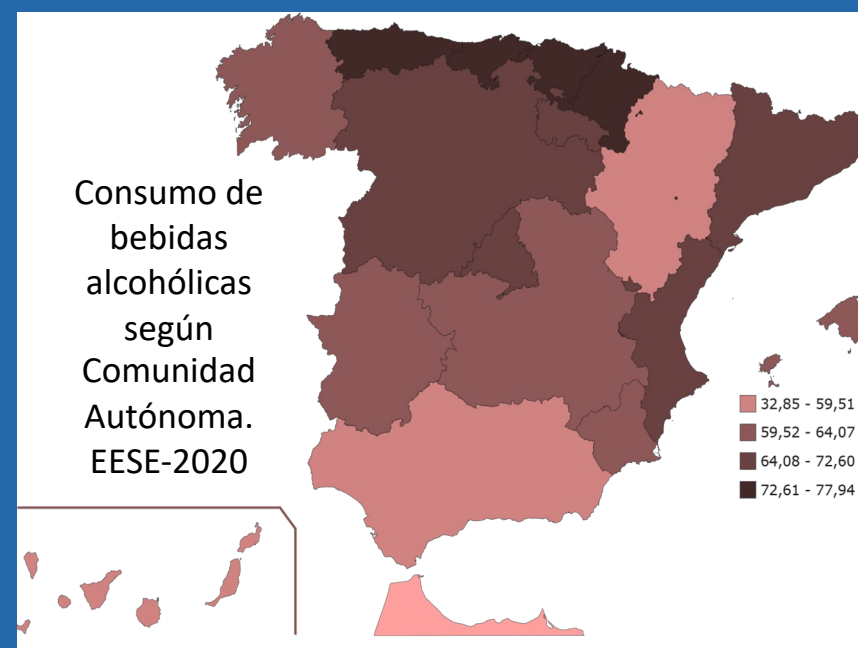 Consumo de
bebidas
alcohólicas
según
Comunidad
Autónoma.
EESE-2020
32,85 - 59,51
59,52 - 64,07
64,08 - 72,60
72,61 - 77,94